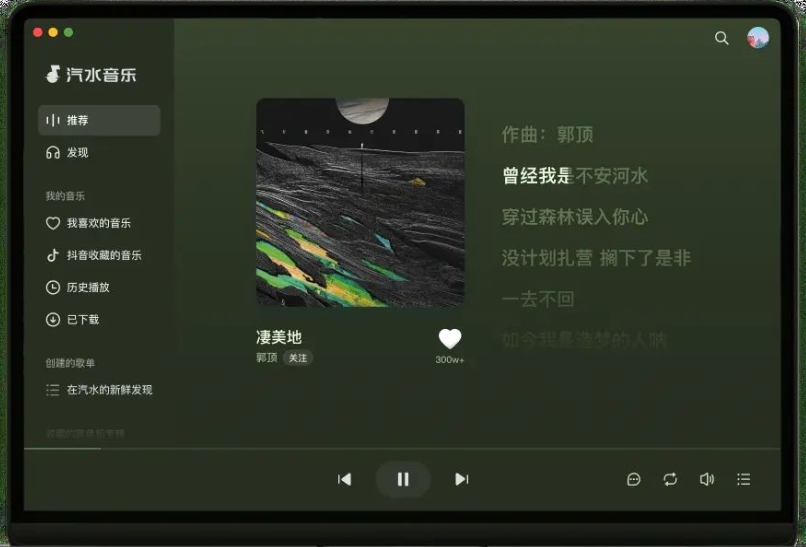 汽水音乐
推荐
发现
我的音乐
我喜欢的音乐
抖音收藏的音乐
历史播放
已下载
创建的歌单
在汽水的新鲜发现
凄美地
郭顶 关注
300w+
作曲：郭顶
曾经我是不安河水
穿过森林误入你心
没计划扎营 搁下了是非
一去不回
如今我是造梦的人呐